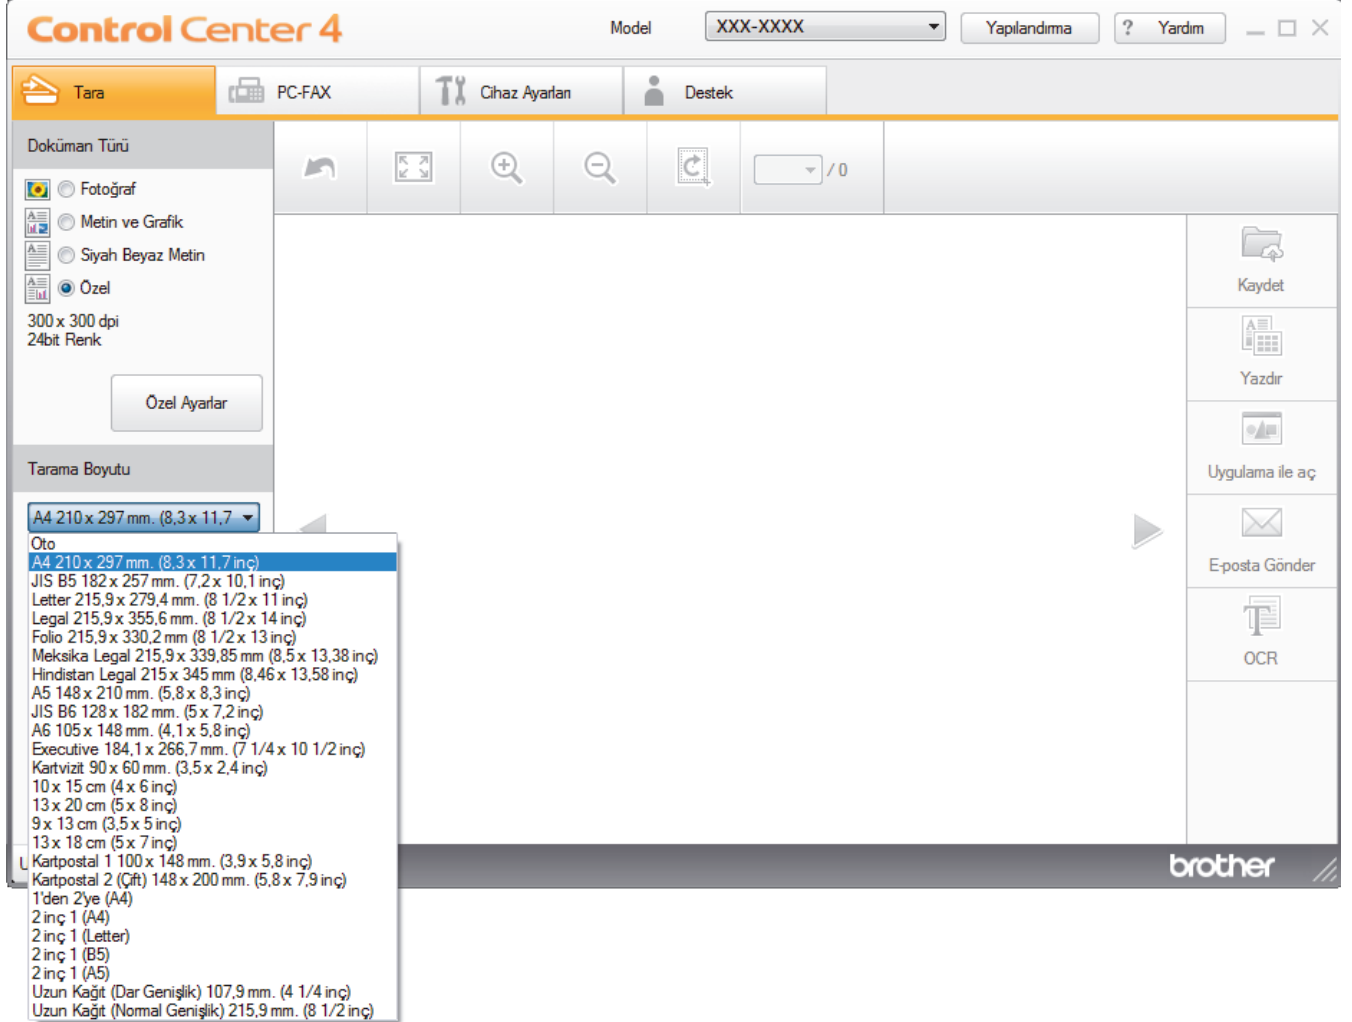 Control Center 4
Model
XXX-XXXX
Yapılandırma
? Yardım
Tara
PC-FAX
Cihaz Ayarları
Destek
Doküman Türü
Fotoğraf
Metin ve Grafik
Siyah Beyaz Metin
Özel
300 x 300 dpi
24bit Renk
Özel Ayarlar
Tarama Boyutu
A4 210 x 297 mm. (8,3 x 11,7
Oto
A4 210 x 297 mm. (8,3 x 11,7 inç)
JIS B5 182 x 257 mm. (7,2 x 10,1 inç)
Letter 215,9 x 279,4 mm. (8 1/2 x 11 inç)
Legal 215,9 x 355,6 mm. (8 1/2 x 14 inç)
Folio 215,9 x 330,2 mm (8 1/2 x 13 inç)
Meksika Legal 215,9 x 339,85 mm (8,5 x 13,38 inç)
Hindistan Legal 215 x 345 mm (8,46 x 13,58 inç)
A5 148 x 210 mm. (5,8 x 8,3 inç)
JIS B6 128 x 182 mm. (5 x 7,2 inç)
A6 105 x 148 mm. (4,1 x 5,8 inç)
Executive 184,1 x 266,7 mm. (7 1/4 x 10 1/2 inç)
Kartvizit 90 x 60 mm. (3,5 x 2,4 inç)
10 x 15 cm (4 x 6 inç)
13 x 20 cm (5 x 8 inç)
9 x 13 cm (3,5 x 5 inç)
13 x 18 cm (5 x 7 inç)
Kartpostal 1 100 x 148 mm. (3,9 x 5,8 inç)
Kartpostal 2 (Çift) 148 x 200 mm. (5,8 x 7,9 inç)
1'den 2'ye (A4)
2 inç 1 (A4)
2 inç 1 (Letter)
2 inç 1 (B5)
2 inç 1 (A5)
Uzun Kağıt (Dar Genişlik) 107,9 mm. (4 1/4 inç)
Uzun Kağıt (Normal Genişlik) 215,9 mm. (8 1/2 inç)
/ 0
Kaydet
Yazdır
Uygulama ile aç
E-posta Gönder
OCR
brother